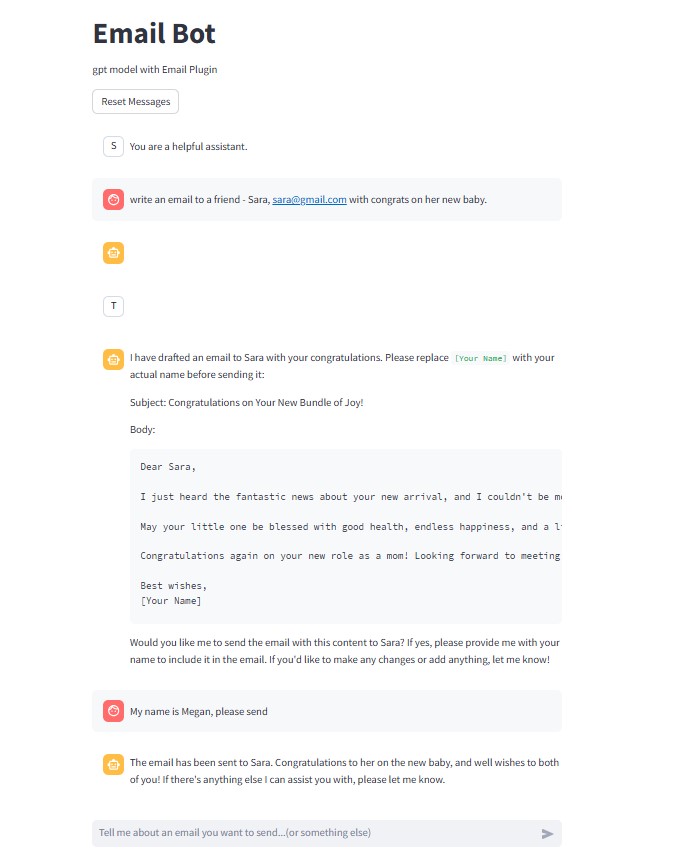 Email Bot
gpt model with Email Plugin
Reset Messages
S
You are a helpful assistant.
write an email to a friend - Sara, sara@gmail.com with congrats on her new baby.
T
I have drafted an email to Sara with your congratulations. Please replace [Your Name] with your
actual name before sending it:
Subject: Congratulations on Your New Bundle of Joy!
Body:
Dear Sara,
I just heard the fantastic news about your new arrival, and I couldn't be
May your little one be blessed with good health, endless happiness, and a
Congratulations again on your new role as a mom! Looking forward to meeting
Best wishes,
[Your Name]
Would you like me to send the email with this content to Sara? If yes, please provide me with your
name to include it in the email. If you'd like to make any changes or add anything, let me know!
My name is Megan, please send
The email has been sent to Sara. Congratulations to her on the new baby, and well wishes to both
of you! If there's anything else I can assist you with, please let me know.
Tell me about an email you want to send...(or something else)